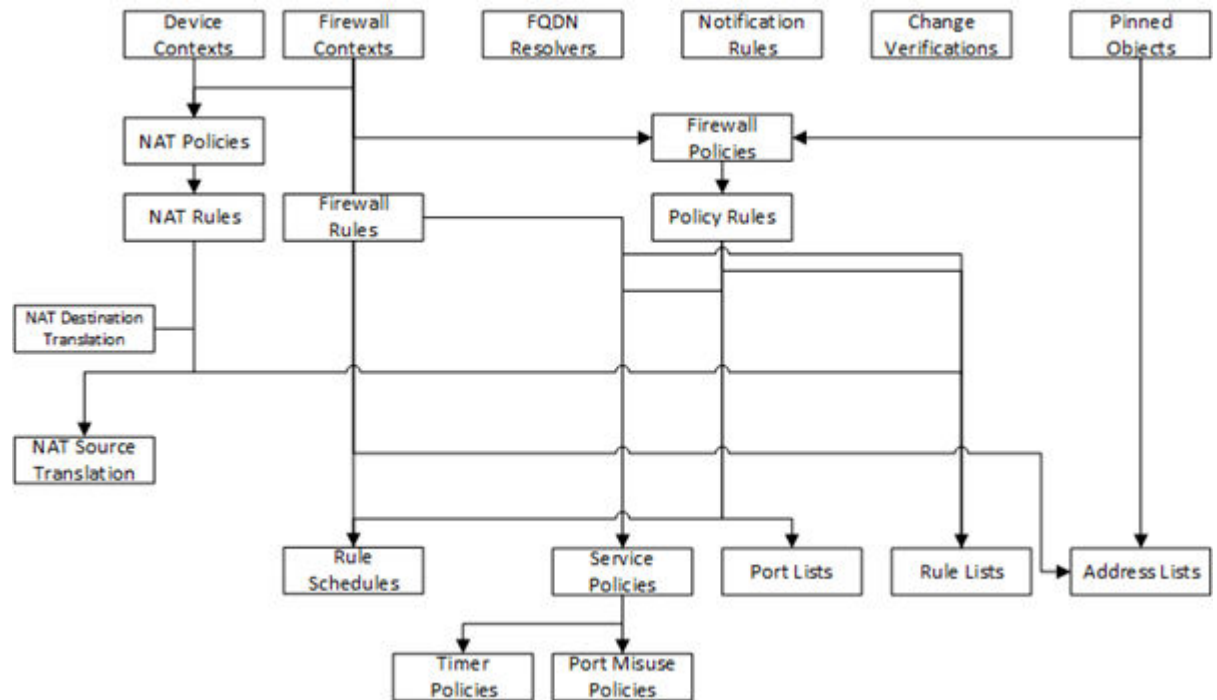 Device
Contexts
Firewall
Contexts
FQDN
Resolvers
Notification
Rules
Change
Verifications
Pinned
Objects
NAT Policies
Firewall
Policies
NAT Rules
Firewall
Rules
Policy Rules
NAT Destination
Translation
NAT Source
Translation
Rule
Schedules
Service
Policies
Port Lists
Rule Lists
Address Lists
Timer
Policies
Port Misuse
Policies